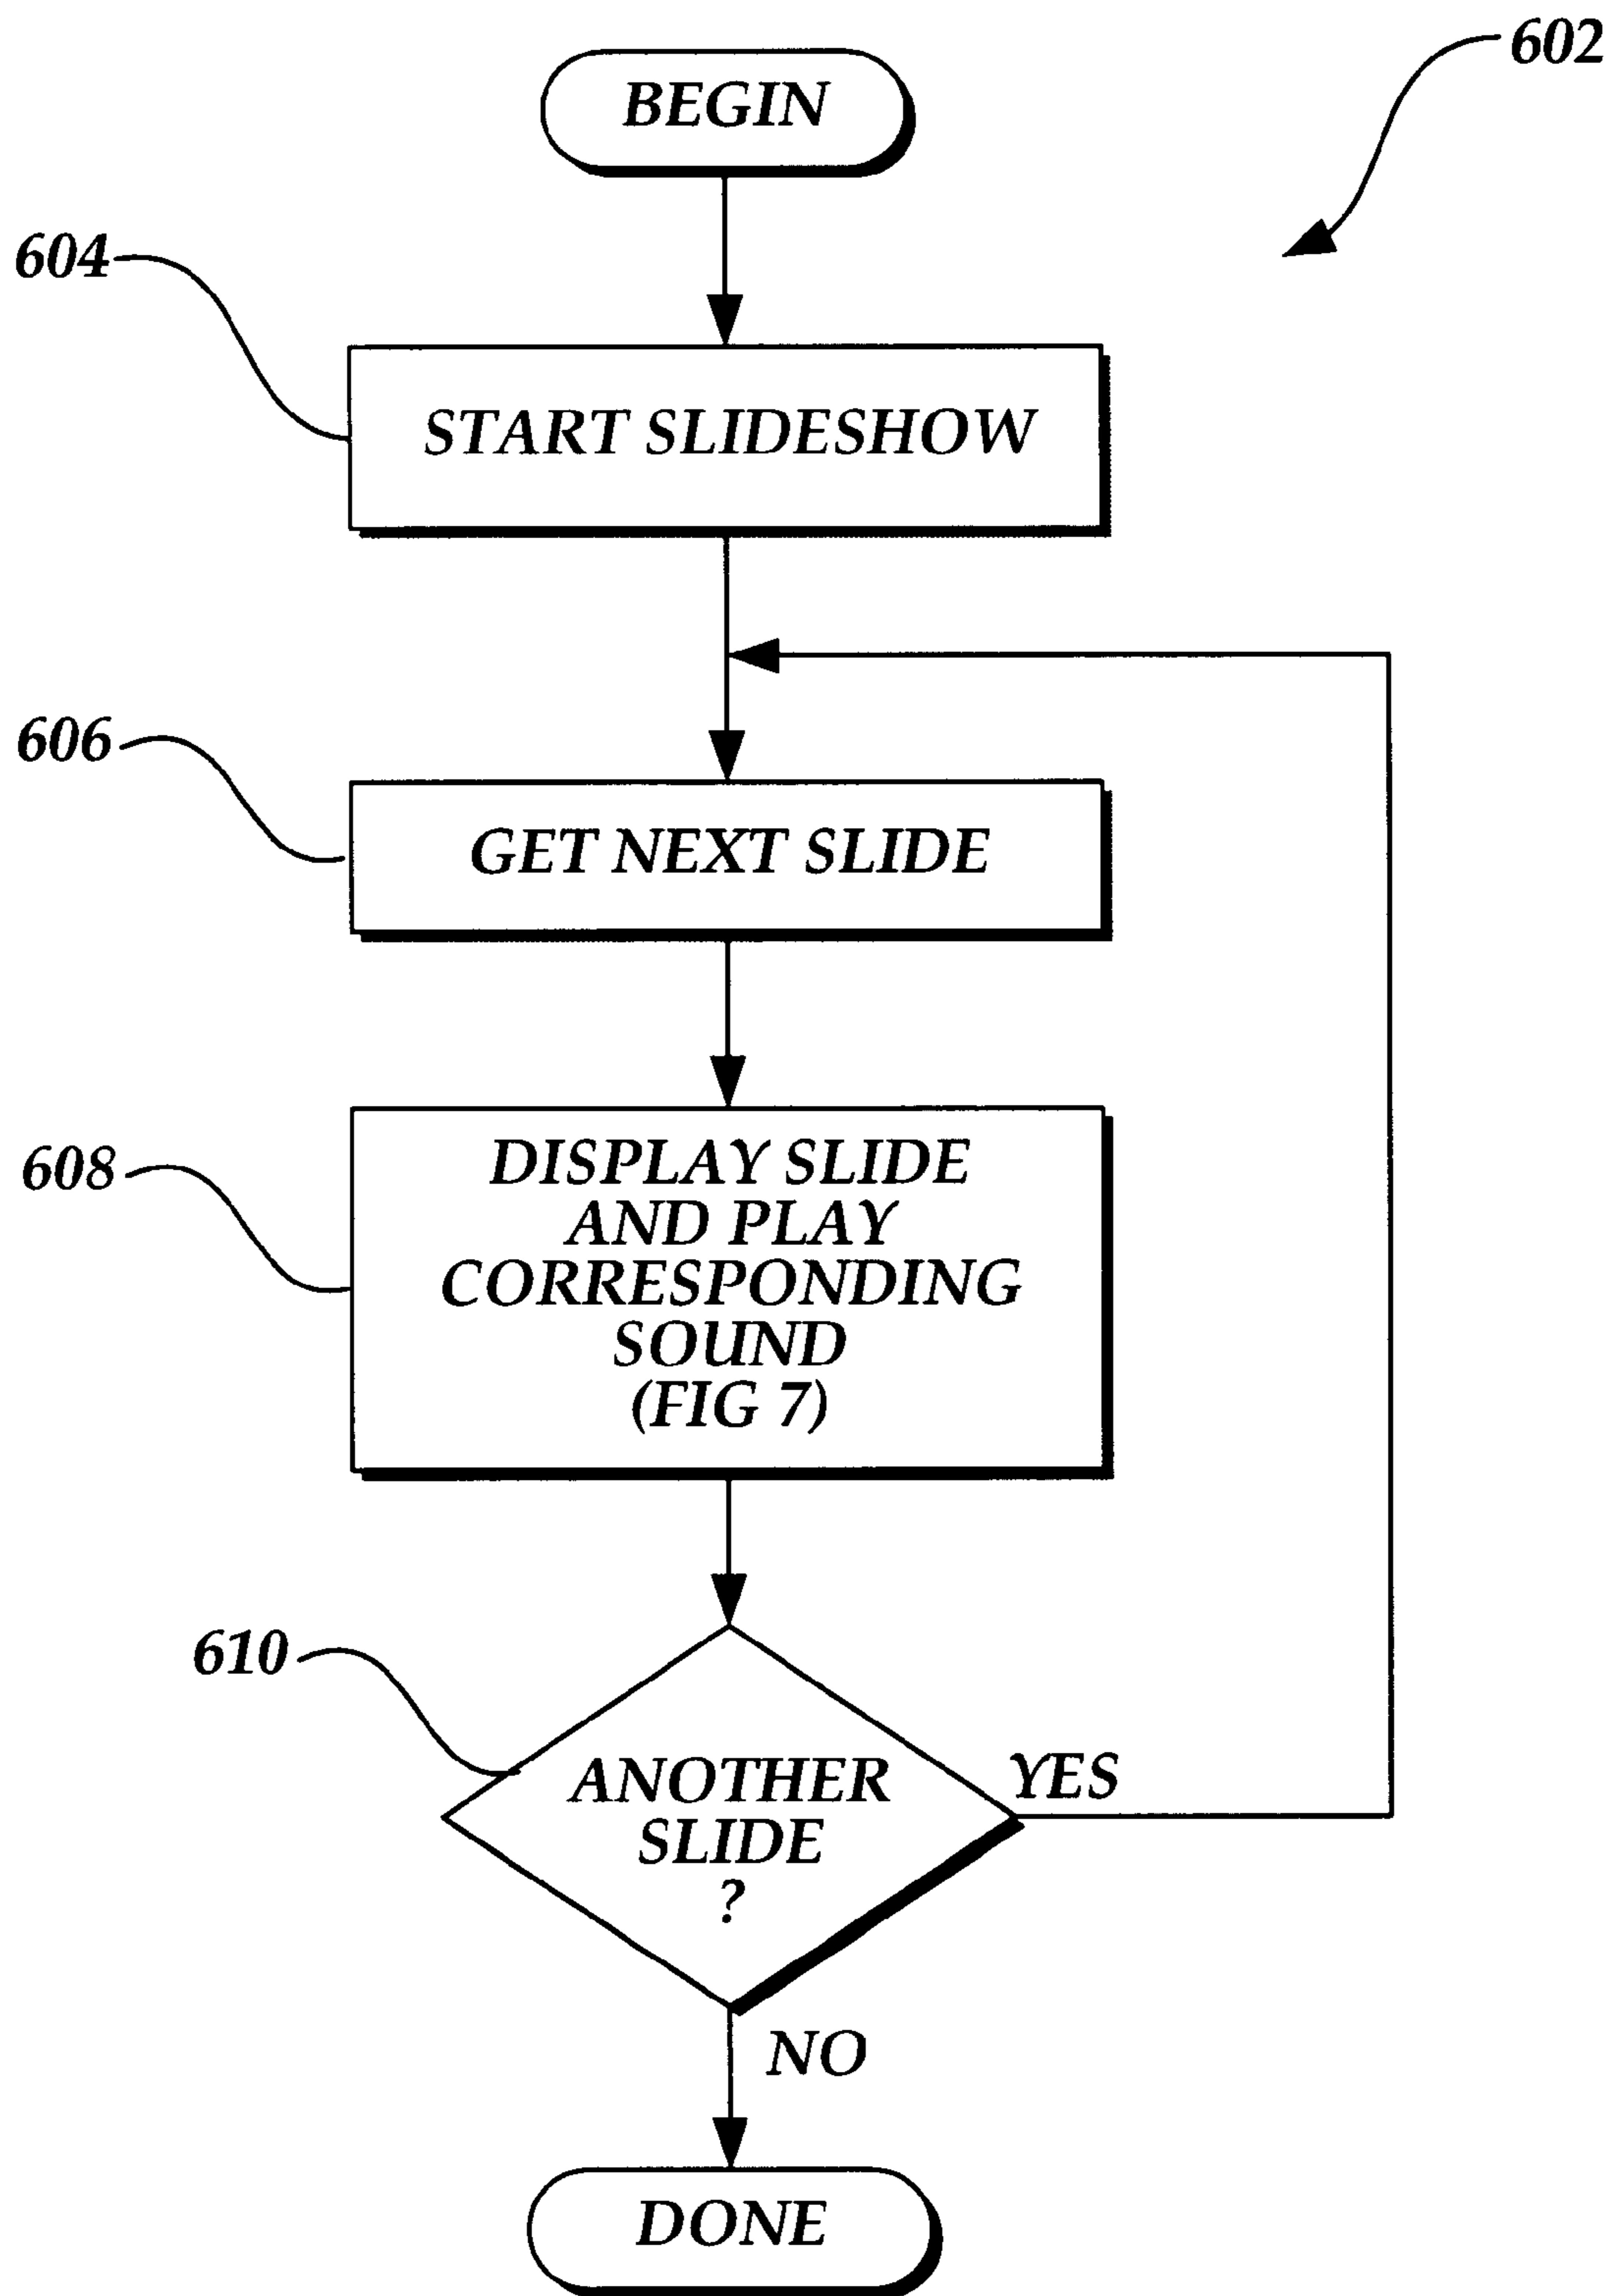 602
BEGIN
604
START SLIDESHOW
606
GET NEXT SLIDE
608
DISPLAY SLIDE
AND PLAY
CORRESPONDING
SOUND
(FIG 7)
610
ANOTHER
SLIDE
?
YES
NO
DONE